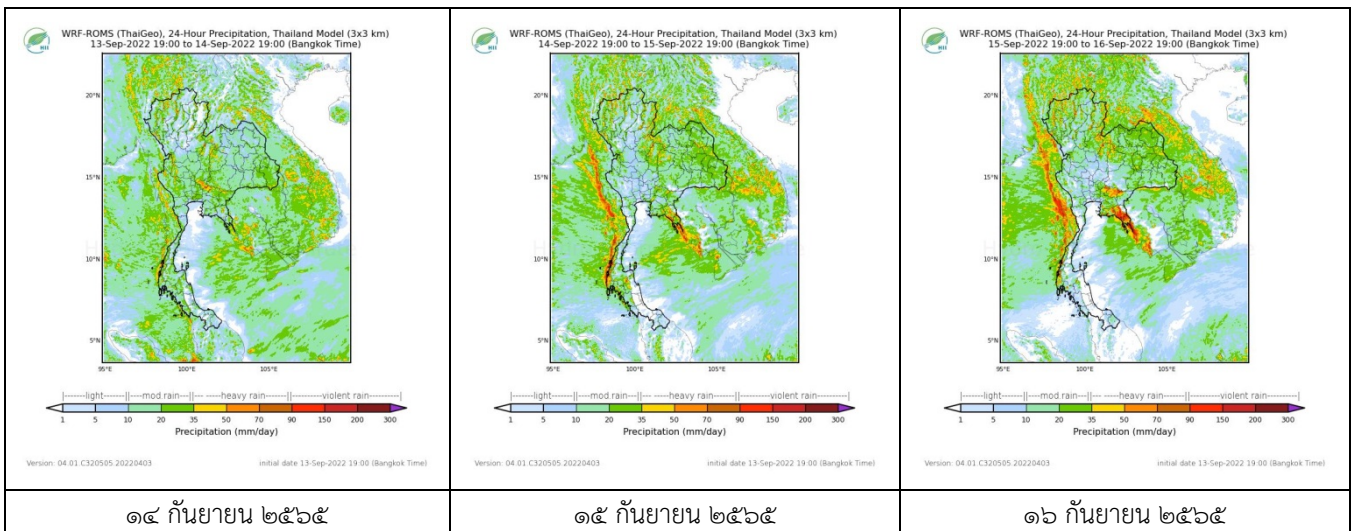 HII
WRF-ROMS (ThaiGeo), 24-Hour Precipitation, Thailand Model (3x3 km)
13-Sep-2022 19:00 to 14-Sep-2022 19:00 (Bangkok Time)
20°N
15°N
10°N
5°N
95°E 100°E 105°E
|------light-----||---mod rain---||--- ---heavy rain------||------violent rain------|
1 5 10 20 35 50 70 90 150 200 300
Precipitation (mm/day)
Version: 04.01.C320505.20220403 initial date 13-Sep-2022 19:00 (Bangkok Time)
๑๔ กันยายน ๒๕๖๕
HII
WRF-ROMS (ThaiGeo), 24-Hour Precipitation, Thailand Model (3x3 km)
14-Sep-2022 19:00 to 15-Sep-2022 19:00 (Bangkok Time)
20°N
15°N
10°N
5°N
95°E 100°E 105°E
|------light-----||---mod rain---||--- ---heavy rain------||------violent rain------|
1 5 10 20 35 50 70 90 150 200 300
Precipitation (mm/day)
Version: 04.01.C320505.20220403 initial date 13-Sep-2022 19:00 (Bangkok Time)
๑๕ กันยายน ๒๕๖๕
HII
WRF-ROMS (ThaiGeo), 24-Hour Precipitation, Thailand Model (3x3 km)
15-Sep-2022 19:00 to 16-Sep-2022 19:00 (Bangkok Time)
20°N
15°N
10°N
5°N
95°E 100°E 105°E
|------light-----||---mod rain---||--- ---heavy rain------||------violent rain------|
1 5 10 20 35 50 70 90 150 200 300
Precipitation (mm/day)
Version: 04.01.C320505.20220403 initial date 13-Sep-2022 19:00 (Bangkok Time)
๑๖ กันยายน ๒๕๖๕